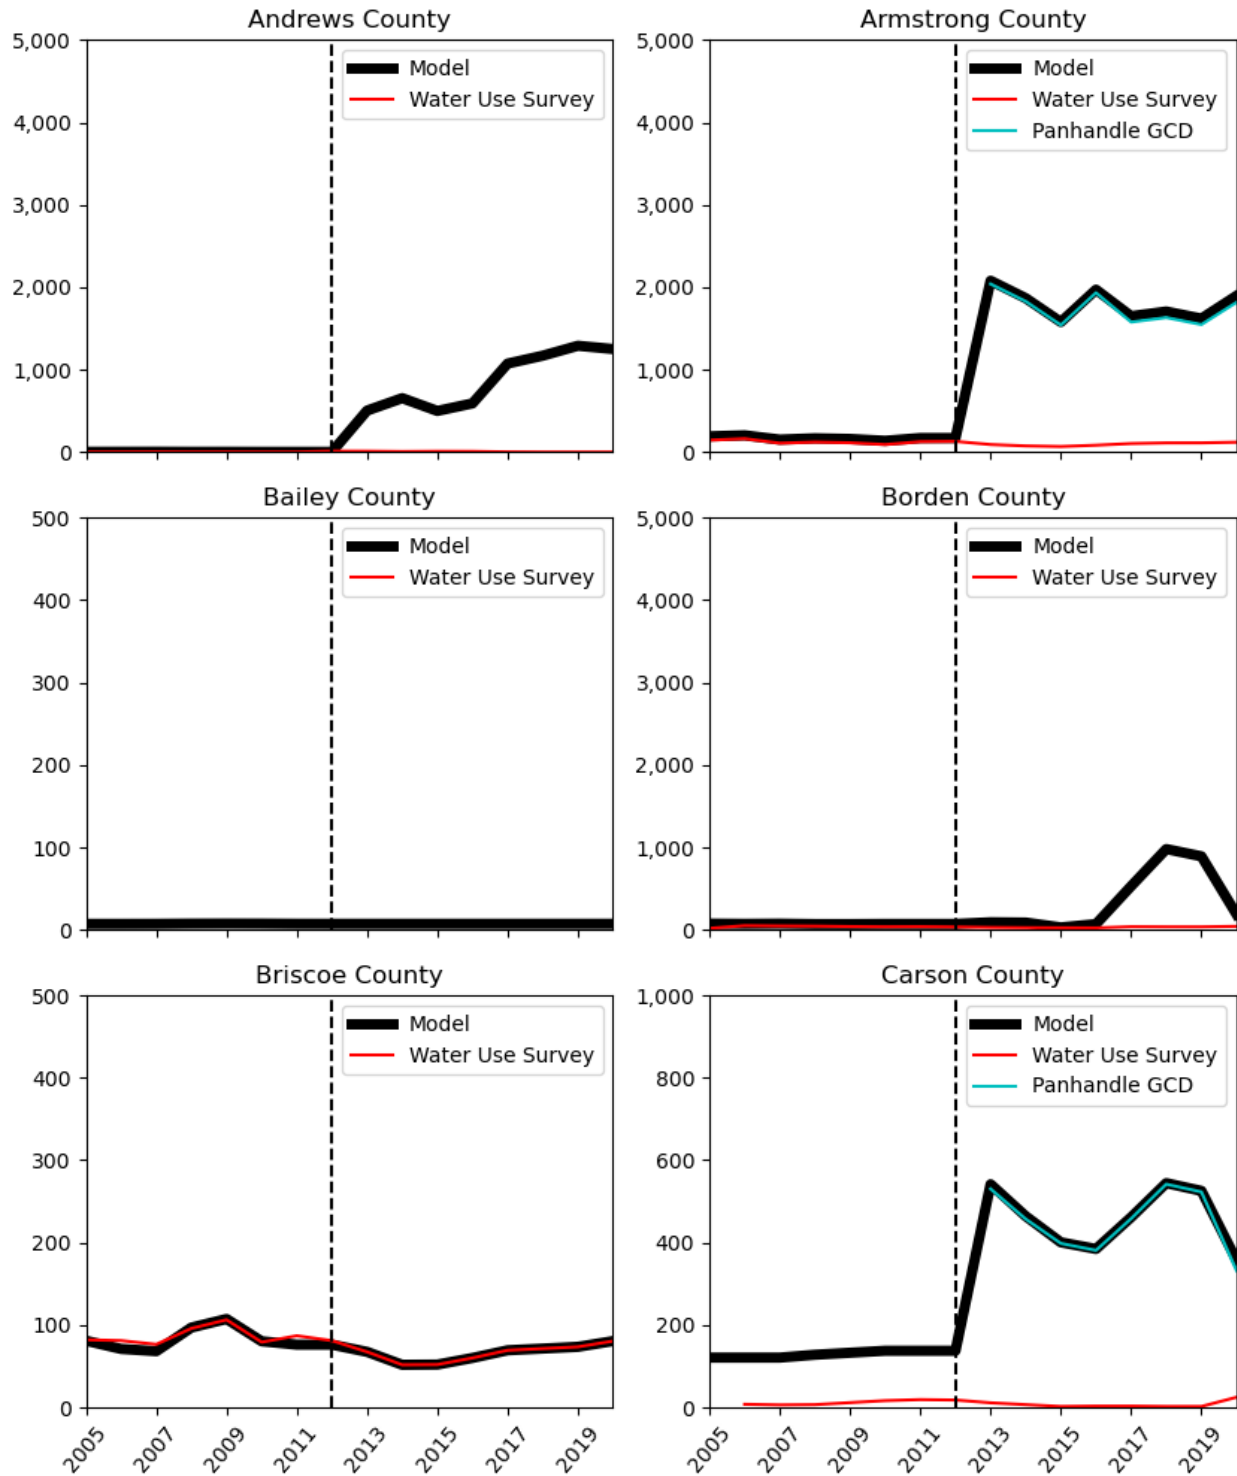 Andrews County
5,000
4,000
3,000
2,000
1,000
0
Model
Water Use Survey
Armstrong County
5,000
4,000
3,000
2,000
1,000
0
Model
Water Use Survey
Panhandle GCD
Bailey County
500
400
300
200
100
0
Model
Water Use Survey
Borden County
5,000
4,000
3,000
2,000
1,000
0
Model
Water Use Survey
Briscoe County
500
400
300
200
100
0
Model
Water Use Survey
2005
2007
2009
2011
2013
2015
2017
2019
Carson County
1,000
800
600
400
200
0
Model
Water Use Survey
Panhandle GCD
2005
2007
2009
2011
2013
2015
2017
2019